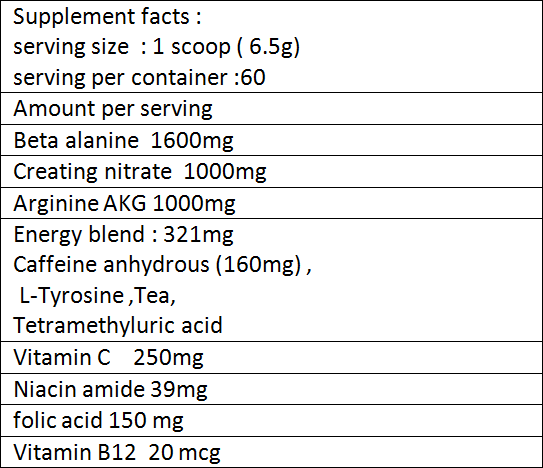 Supplement facts :
serving size  : 1 scoop ( 6.5g)
serving per container :60
Amount per serving
Beta alanine  1600mg
Creating nitrate  1000mg
Arginine AKG 1000mg
Energy blend : 321mg
Caffeine anhydrous (160mg) ,
L-Tyrosine ,Tea,
Tetramethyluric acid
Vitamin C    250mg
Niacin amide 39mg
folic acid 150 mg
Vitamin B12  20 mcg